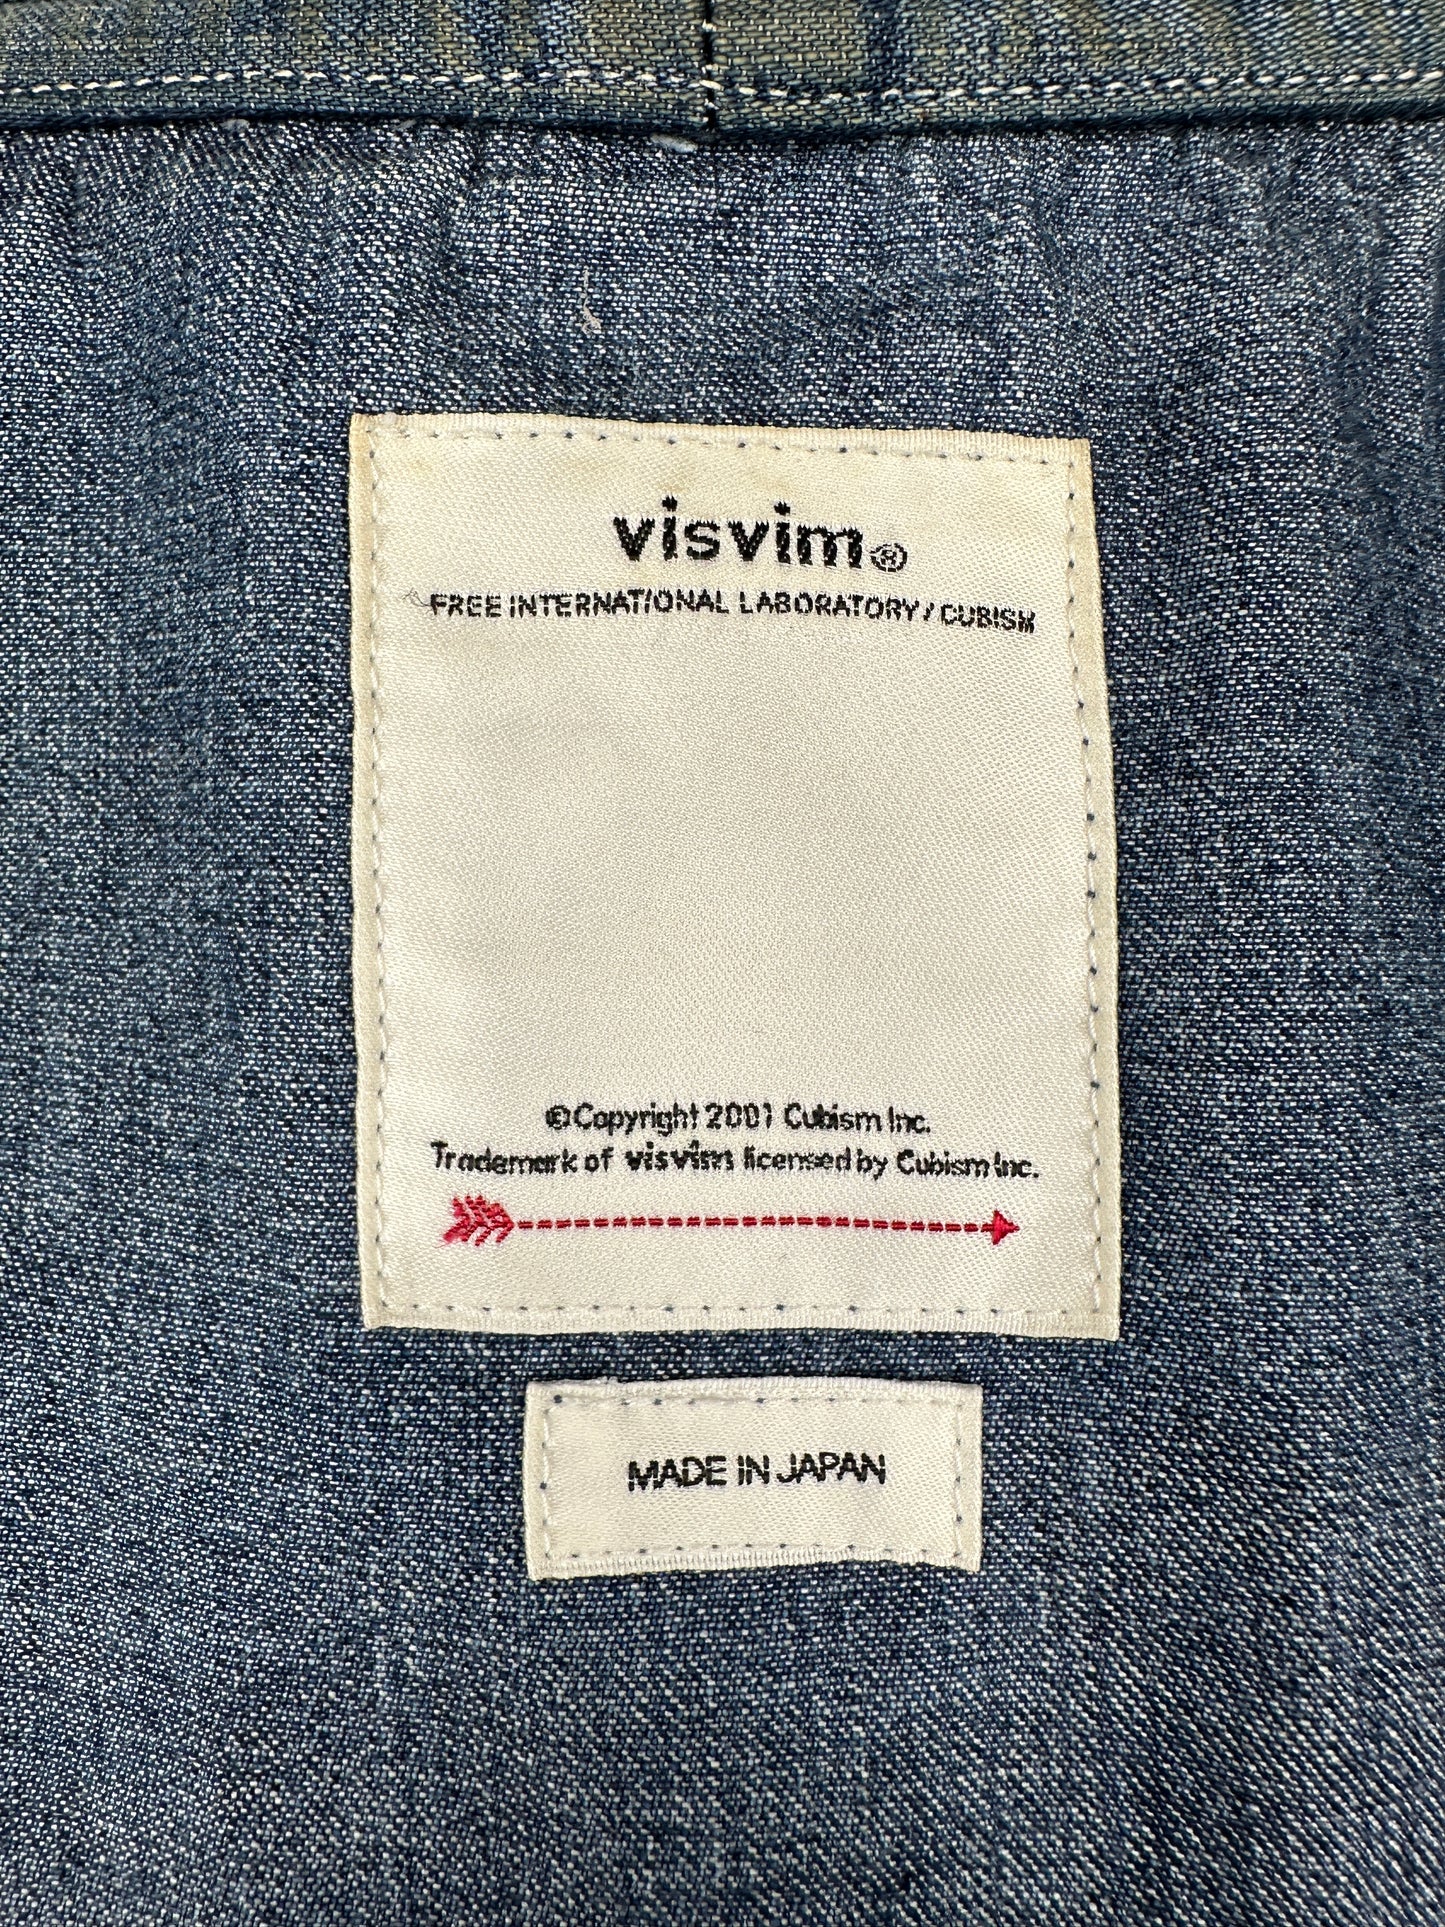 visvim®
FREE INTERNATIONAL LABORATORY / CUBISM
©Copyright 2001 Cubism Inc.
Trademark of visvim licensed by Cubism Inc.
MADE IN JAPAN